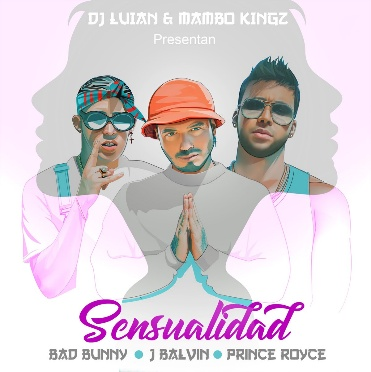 DJ LUIAN & MAMBO KINGZ
Presentan
Sensualidad
BAD BUNNY ● J BALVIN ● PRINCE ROYCE